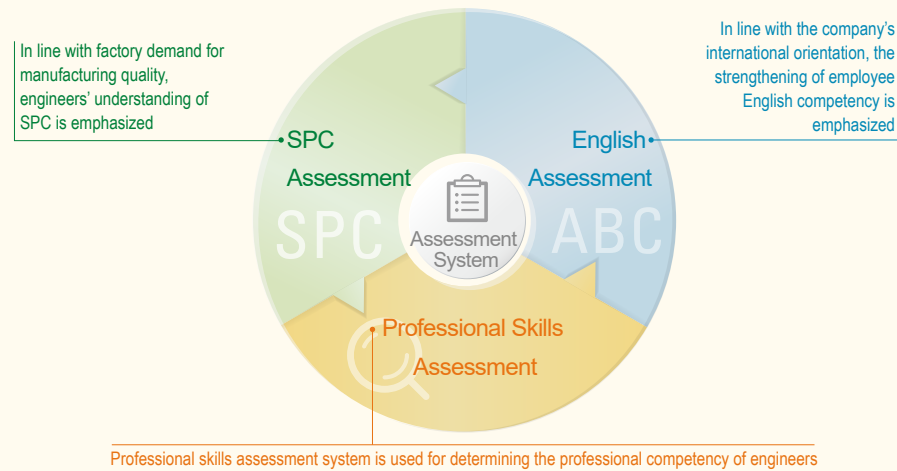 In line with factory demand for
manufacturing quality,
engineers’ understanding of
SPC is emphasized
In line with the company’s
international orientation, the
strengthening of employee
English competency is
emphasized
SPC
Assessment
English
Assessment
SPC
Assessment
System
ABC
Professional Skills
Assessment
Professional skills assessment system is used for determining the professional competency of engineers